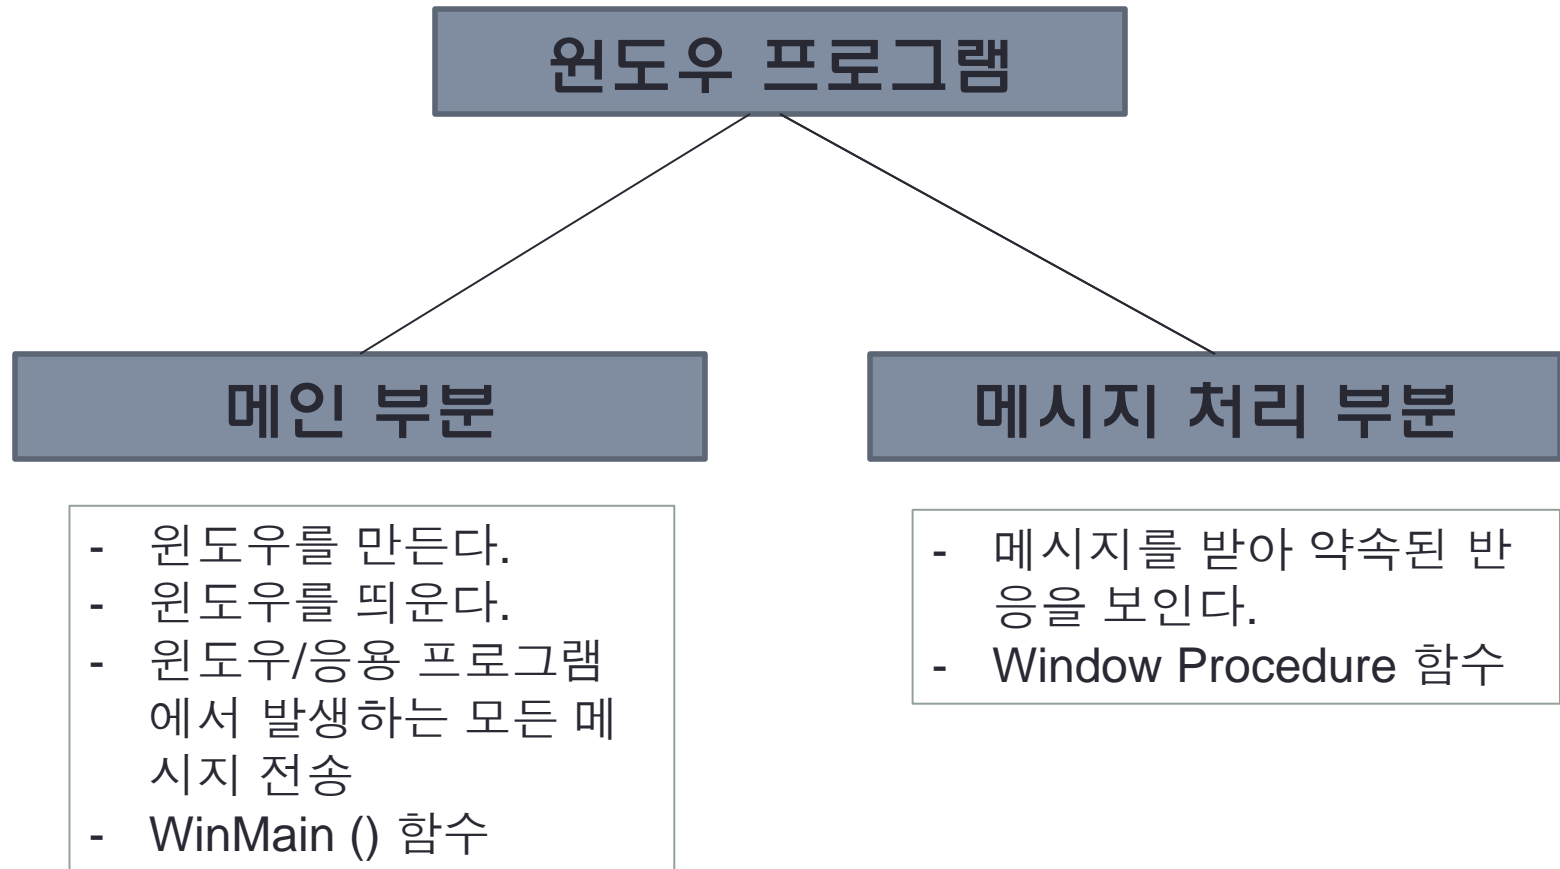 윈도우 프로그램
메인 부분
메시지 처리 부분
- 윈도우를 만든다.
- 윈도우를 띄운다.
- 윈도우/응용 프로그램
에서 발생하는 모든 메
시지 전송
- WinMain () 함수
- 메시지를 받아 약속된 반
응을 보인다.
- Window Procedure 함수